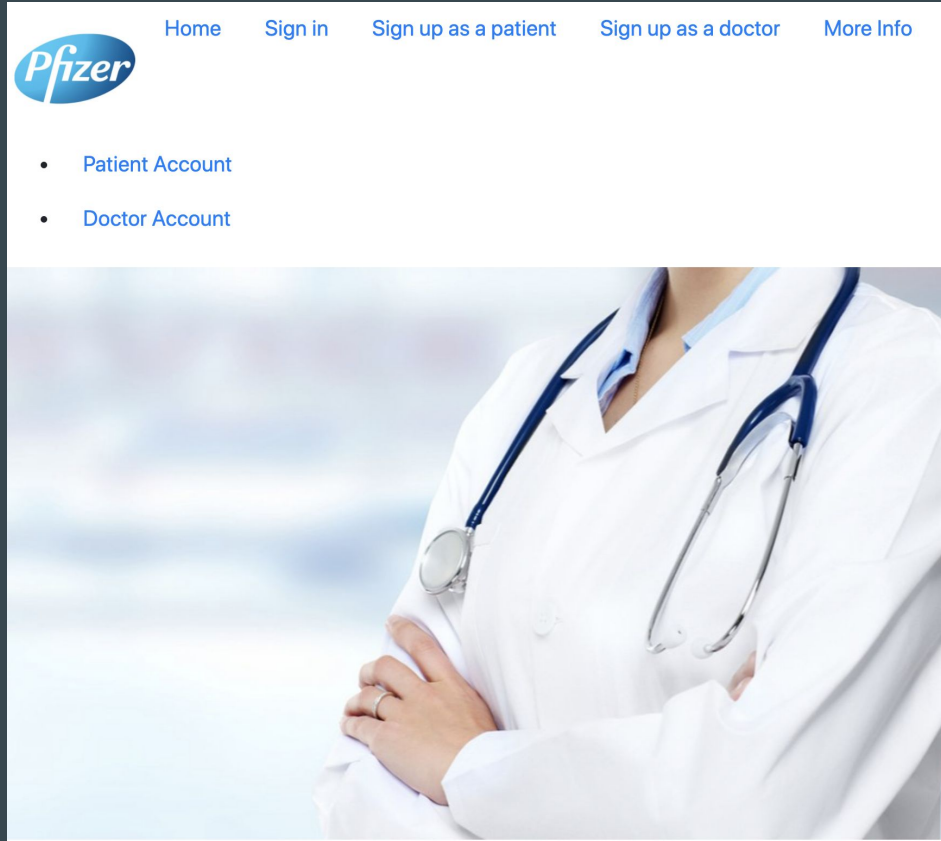 Pfizer
Home Sign in Sign up as a patient Sign up as a doctor More Info
Patient Account
Doctor Account